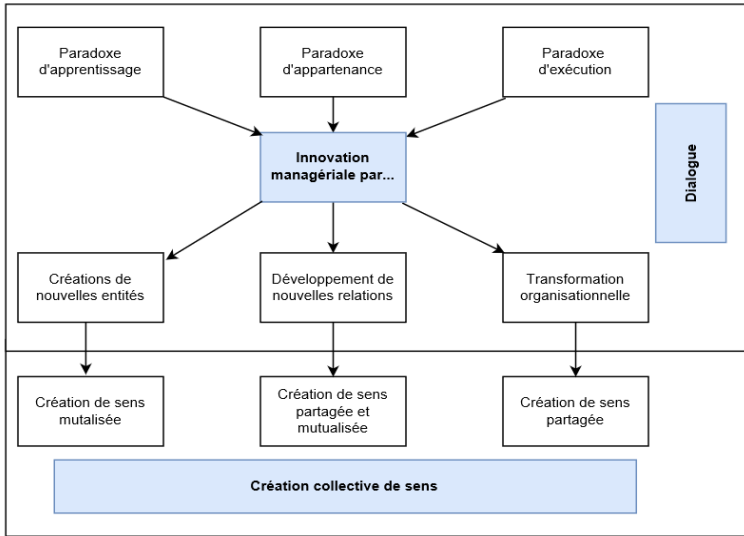 Paradoxe
d'apprentissage
Paradoxe
d'appartenance
Paradoxe
d'exécution
Innovation
managériale par...
Dialogue
Créations de
nouvelles entités
Développement de
nouvelles relations
Transformation
organisationnelle
Création de sens
mutalisée
Création de sens
partagée et
mutualisée
Création de sens
partagée
Création collective de sens